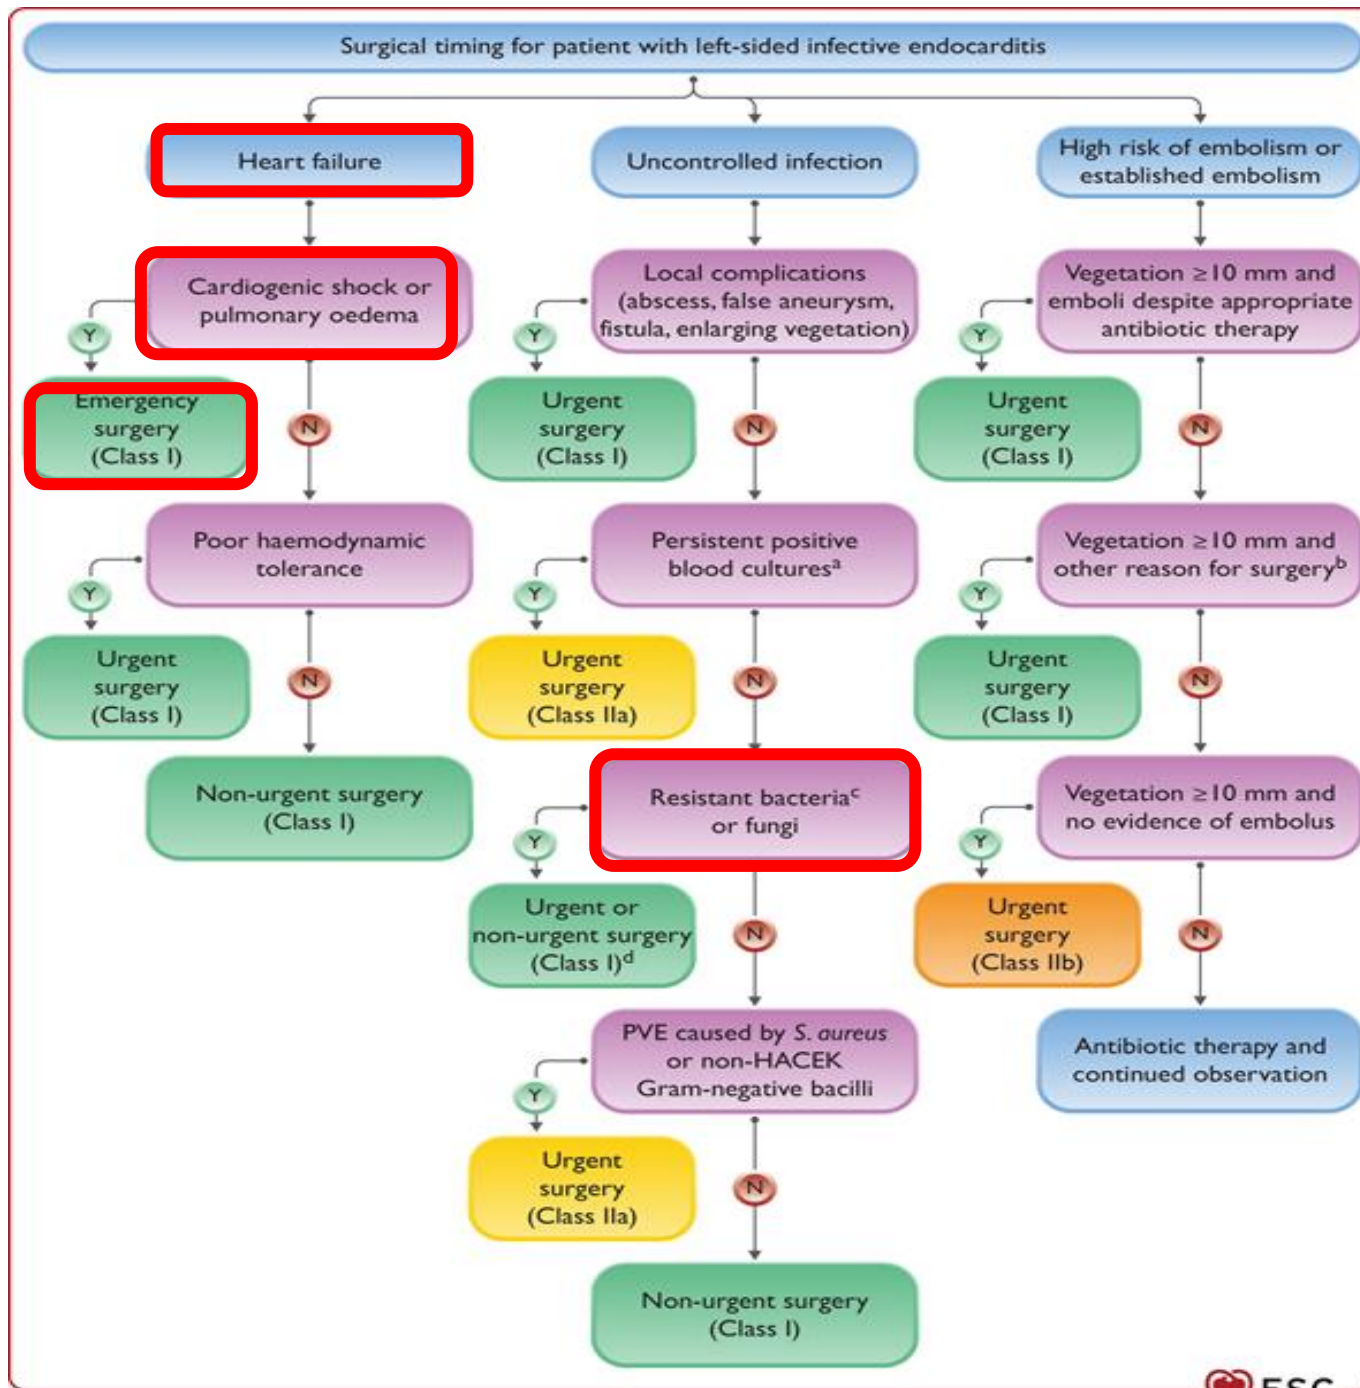 Surgical timing for patient with left-sided infective endocarditis
Heart failure
Cardiogenic shock or
pulmonary oedema
Y
Emergency
surgery
(Class I)
N
Poor haemodynamic
tolerance
Y
Urgent
surgery
(Class I)
N
Non-urgent surgery
(Class I)
Uncontrolled infection
Local complications
(abscess, false aneurysm,
fistula, enlarging vegetation)
Y
Urgent
surgery
(Class I)
N
Persistent positive
blood culturesᵃ
Y
Urgent
surgery
(Class IIa)
N
Resistant bacteriaᶜ
or fungi
Y
Urgent or
non-urgent surgery
(Class I)ᵈ
N
PVE caused by S. aureus
or non-HACEK
Gram-negative bacilli
Y
Urgent
surgery
(Class IIa)
N
Non-urgent surgery
(Class I)
High risk of embolism or
established embolism
Vegetation ≥10 mm and
emboli despite appropriate
antibiotic therapy
Y
Urgent
surgery
(Class I)
N
Vegetation ≥10 mm and
other reason for surgeryᵇ
Y
Urgent
surgery
(Class I)
N
Vegetation ≥10 mm and
no evidence of embolus
Y
Urgent
surgery
(Class IIb)
N
Antibiotic therapy and
continued observation
ESC